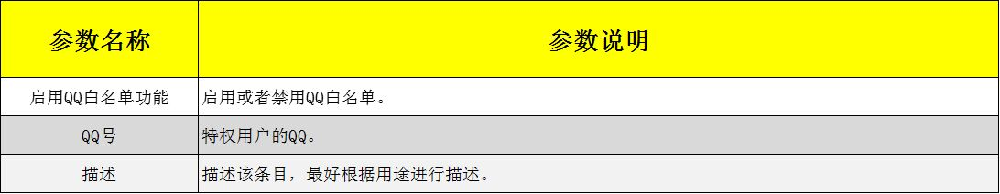 参数名称 参数说明
启用QQ白名单功能 启用或者禁用QQ白名单。
QQ号 特权用户的QQ。
描述 描述该条目，最好根据用途进行描述。